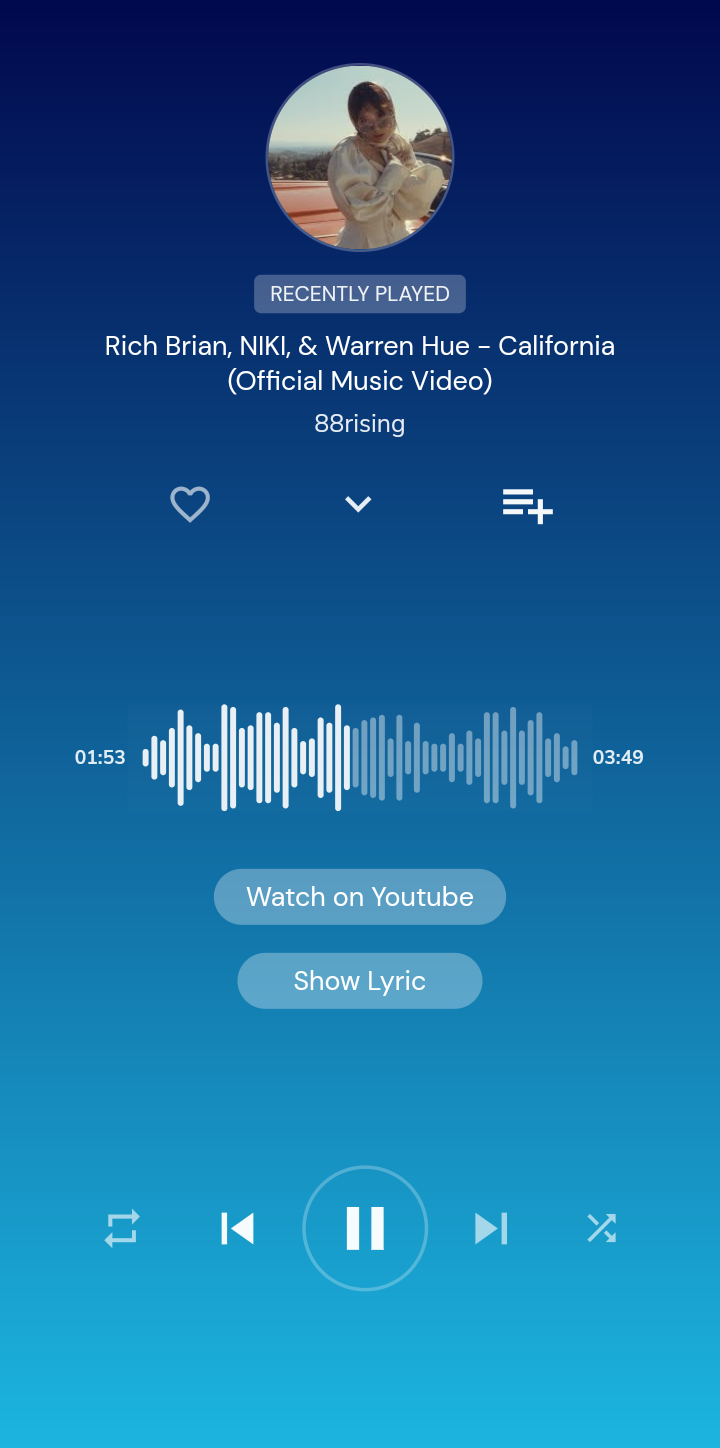 RECENTLY PLAYED
Rich Brian, NIKI, & Warren Hue - California
(Official Music Video)
88rising
01:53
03:49
Watch on Youtube
Show Lyric